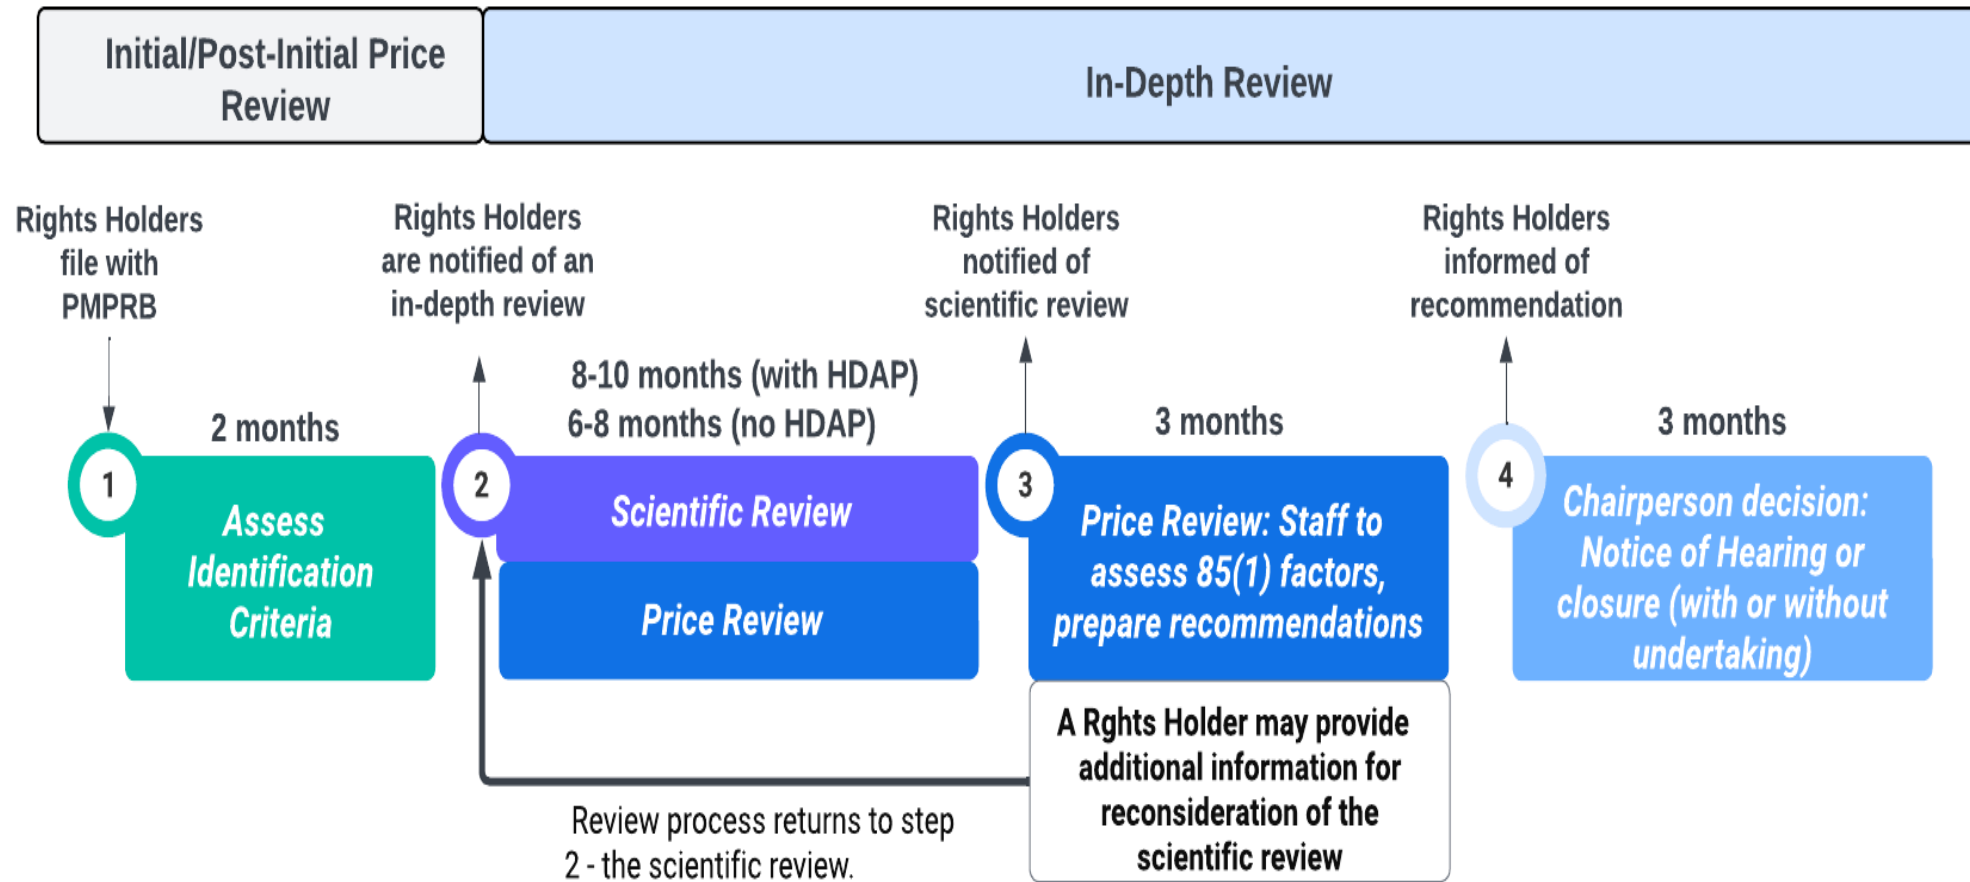 Initial/Post-Initial Price
Review
In-Depth Review
Rights Holders
file with
PMPRB
Rights Holders
are notified of an
in-depth review
Rights Holders
notified of
scientific review
Rights Holders
informed of
recommendation
2 months
8-10 months (with HDAP)
6-8 months (no HDAP)
3 months
3 months
1
Assess
Identification
Criteria
2
Scientific Review
Price Review
3
Price Review: Staff to
assess 85(1) factors,
prepare recommendations
4
Chairperson decision:
Notice of Hearing or
closure (with or without
undertaking)
A Rghts Holder may provide
additional information for
reconsideration of the
scientific review
Review process returns to step
2 - the scientific review.